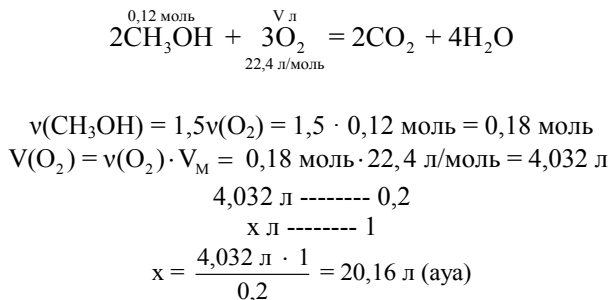 0,12 моль V л
2CH₃OH + 3O₂ = 2CO₂ + 4H₂O
22,4 л/моль
ν(CH₃OH) = 1,5ν(O₂) = 1,5 · 0,12 моль = 0,18 моль
V(O₂) = ν(O₂) · V_M = 0,18 моль · 22,4 л/моль = 4,032 л
4,032 л -------- 0,2
х л -------- 1
x = 4,032 л · 1 / 0,2 = 20,16 л (ауа)